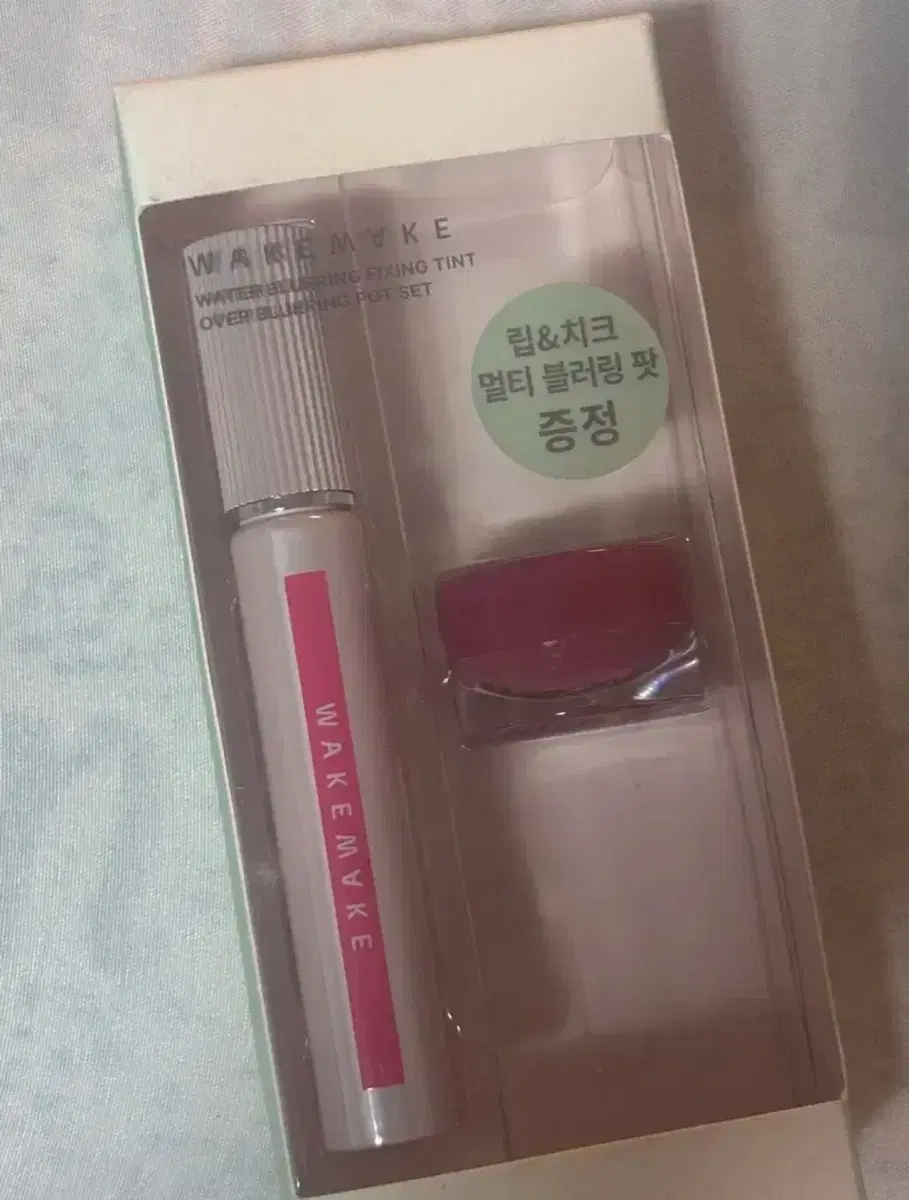 WAKEMAKE
WATER BLURRING FIXING TINT
OVER BLURRING POT SET
립&치크
멀티 블러링 팟
증정
WAKEMAKE